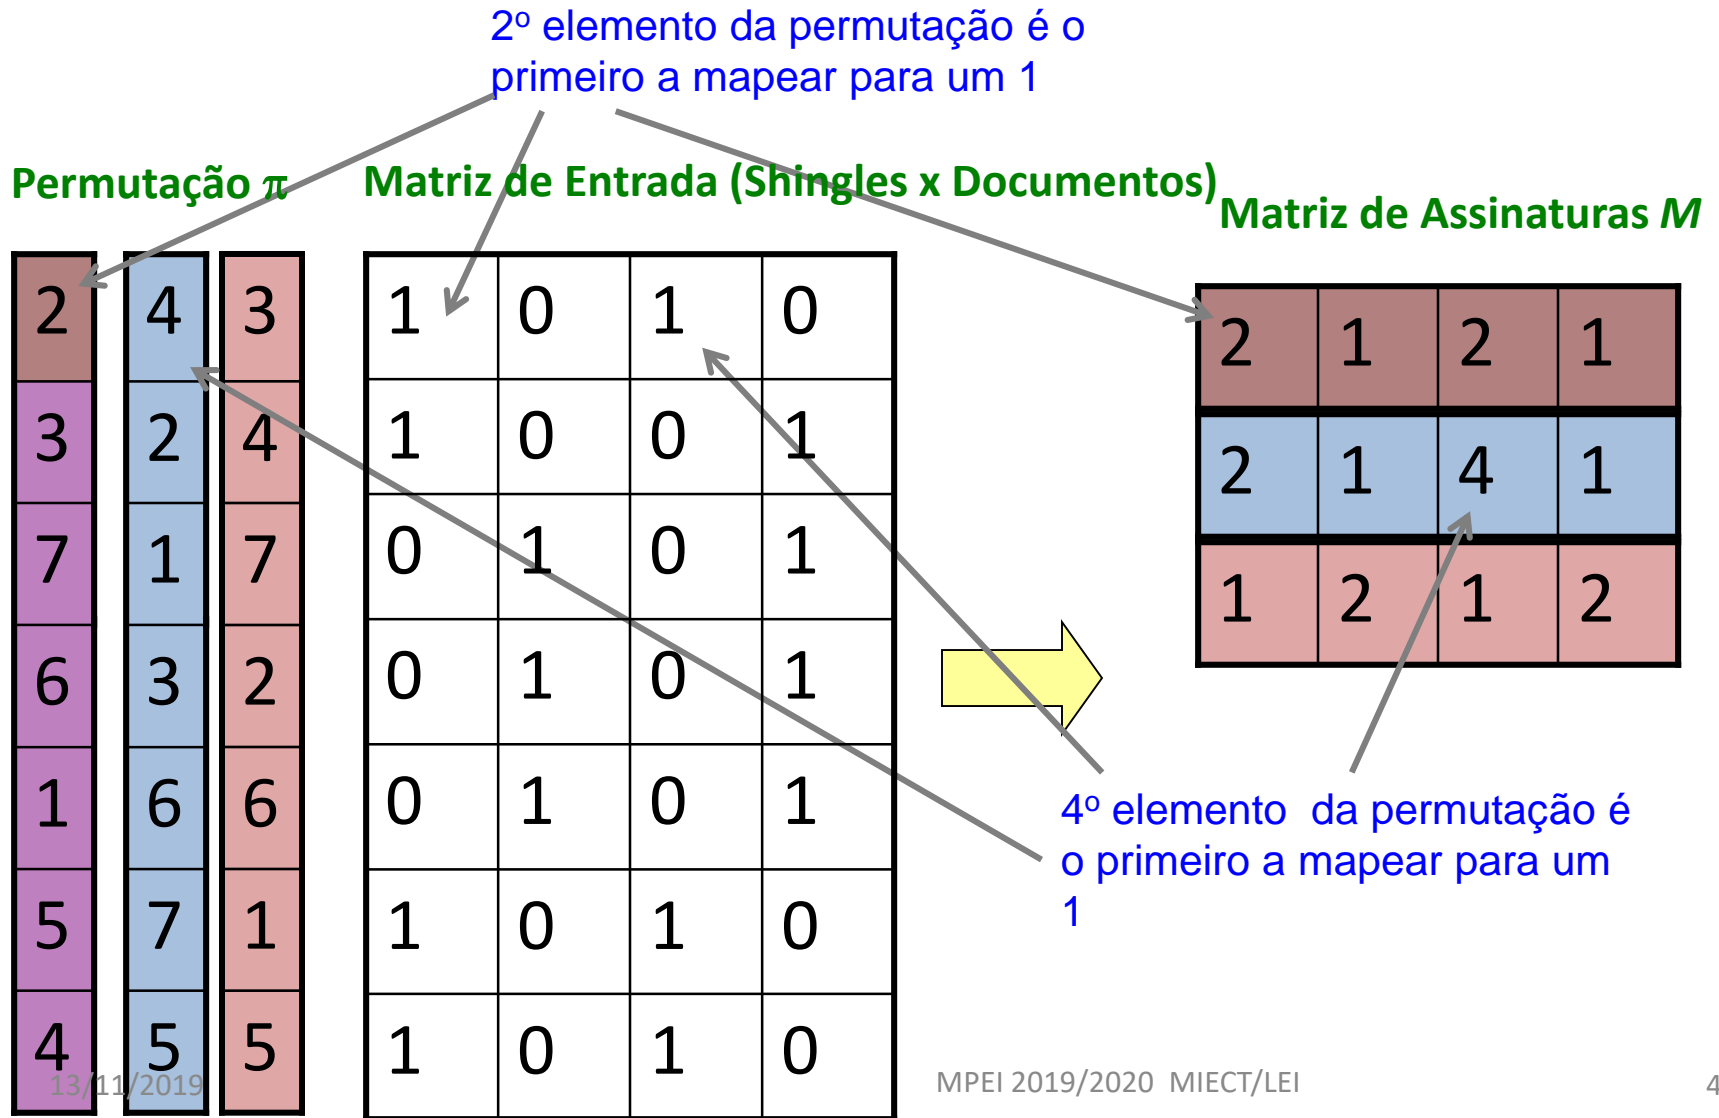 2º elemento da permutação é o
primeiro a mapear para um 1
Permutação π
Matriz de Entrada (Shingles x Documentos)
Matriz de Assinaturas M
2 4 3 1 0 1 0
3 2 4 1 0 0 1
7 1 7 0 1 0 1
6 3 2 0 1 0 1
1 6 6 0 1 0 1
5 7 1 1 0 1 0
4 5 5 1 0 1 0
2 1 2 1
2 1 4 1
1 2 1 2
4º elemento da permutação é
o primeiro a mapear para um
1
13/11/2019
MPEI 2019/2020 MIECT/LEI
4